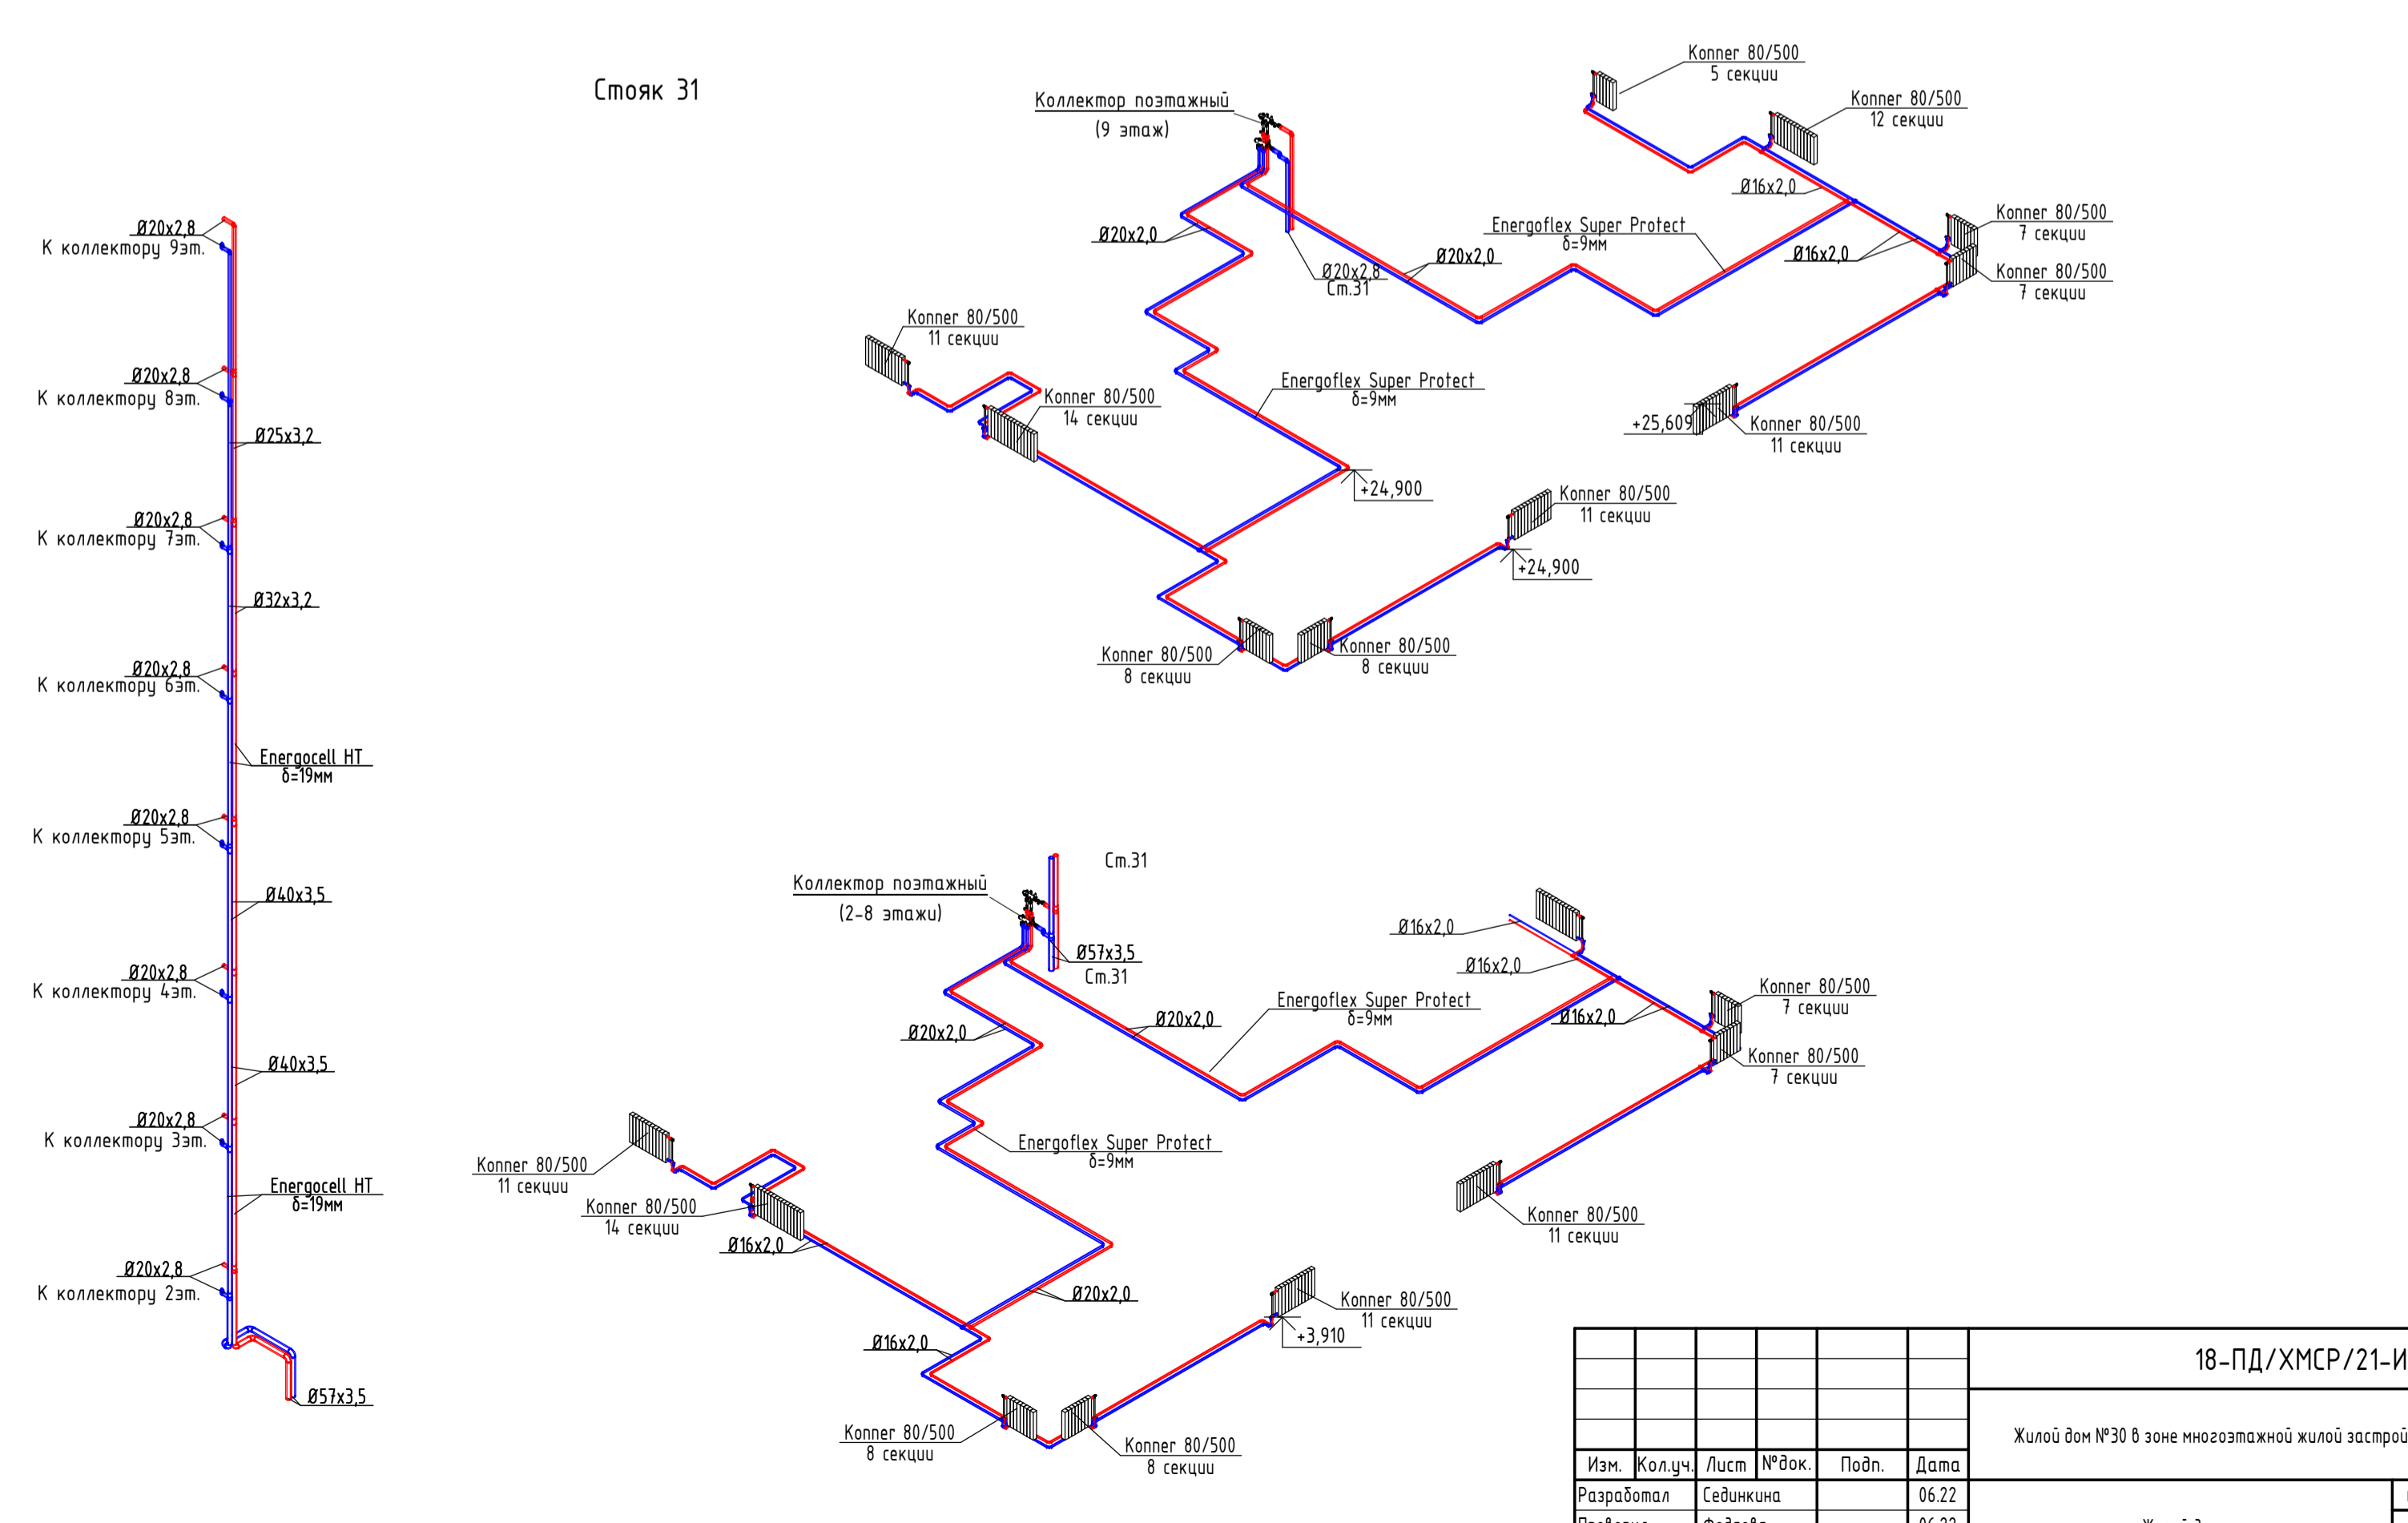 Стояк 31
Ø20x2,8
К коллектору 9эт.
Ø20x2,8
К коллектору 8эт.
Ø25x3,2
Ø20x2,8
К коллектору 7эт.
Ø32x3,2
Ø20x2,8
К коллектору 6эт.
Energocell HT
δ=19мм
Ø20x2,8
К коллектору 5эт.
Ø40x3,5
Ø20x2,8
К коллектору 4эт.
Ø40x3,5
Ø20x2,8
К коллектору 3эт.
Energocell HT
δ=19мм
Ø20x2,8
К коллектору 2эт.
Ø57x3,5
Коллектор поэтажный
(9 этаж)
Konner 80/500
5 секции
Konner 80/500
12 секции
Ø16x2,0
Konner 80/500
7 секции
Ø16x2,0
Konner 80/500
7 секции
Energoflex Super Protect
δ=9мм
Ø20x2,0
Ø20x2,0
Ø20x2,8
Ст.31
Konner 80/500
11 секции
Konner 80/500
14 секции
Energoflex Super Protect
δ=9мм
+25,609
Konner 80/500
11 секции
+24,900
Konner 80/500
11 секции
+24,900
Konner 80/500
8 секции
Konner 80/500
8 секции
Ст.31
Коллектор поэтажный
(2-8 этажи)
Ø57x3,5
Ст.31
Ø16x2,0
Ø16x2,0
Konner 80/500
7 секции
Energoflex Super Protect
δ=9мм
Ø16x2,0
Ø20x2,0
Ø20x2,0
Konner 80/500
7 секции
Energoflex Super Protect
δ=9мм
Konner 80/500
11 секции
Konner 80/500
14 секции
Ø16x2,0
Konner 80/500
11 секции
Ø20x2,0
Konner 80/500
11 секции
+3,910
Ø16x2,0
Konner 80/500
8 секции
Konner 80/500
8 секции
18-ПД/ХМСР/21-И
Жилой дом №30 в зоне многоэтажной жилой застрой
Изм. Кол.уч. Лист №док. Подп. Дата
Разработал Сединкина 06.22